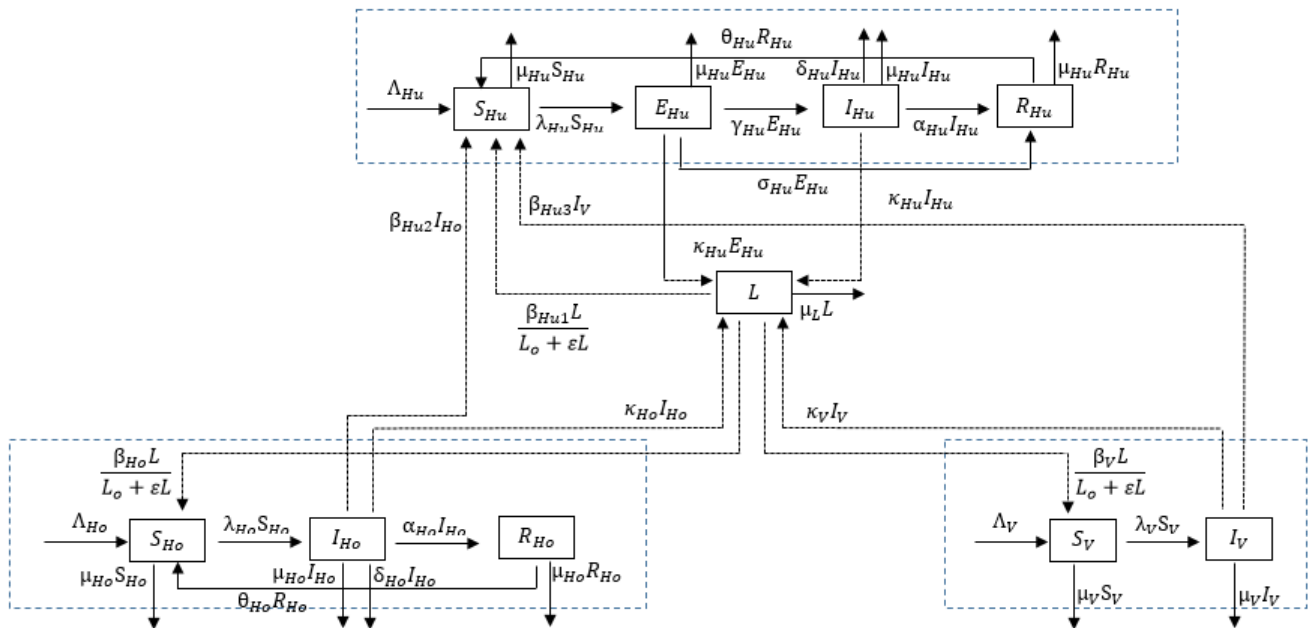 θ_{Hu}R_{Hu}
μ_{Hu}S_{Hu} μ_{Hu}E_{Hu} δ_{Hu}I_{Hu} μ_{Hu}I_{Hu} μ_{Hu}R_{Hu}
Λ_{Hu} S_{Hu} E_{Hu} I_{Hu} R_{Hu}
λ_{Hu}S_{Hu} γ_{Hu}E_{Hu} α_{Hu}I_{Hu}
σ_{Hu}E_{Hu}
β_{Hu2}I_{Ho} β_{Hu3}I_V κ_{Hu}I_{Hu}
κ_{Hu}E_{Hu}
L
μ_L L
β_{Hu1}L
L_o + εL
κ_{Ho}I_{Ho} κ_V I_V
β_{Ho}L β_V L
L_o + εL L_o + εL
Λ_{Ho} λ_{Ho}S_{Ho} α_{Ho}I_{Ho} Λ_V λ_V S_V
S_{Ho} I_{Ho} R_{Ho} S_V I_V
μ_{Ho}S_{Ho} μ_{Ho}I_{Ho} δ_{Ho}I_{Ho} μ_{Ho}R_{Ho} μ_V S_V μ_V I_V
θ_{Ho}R_{Ho}